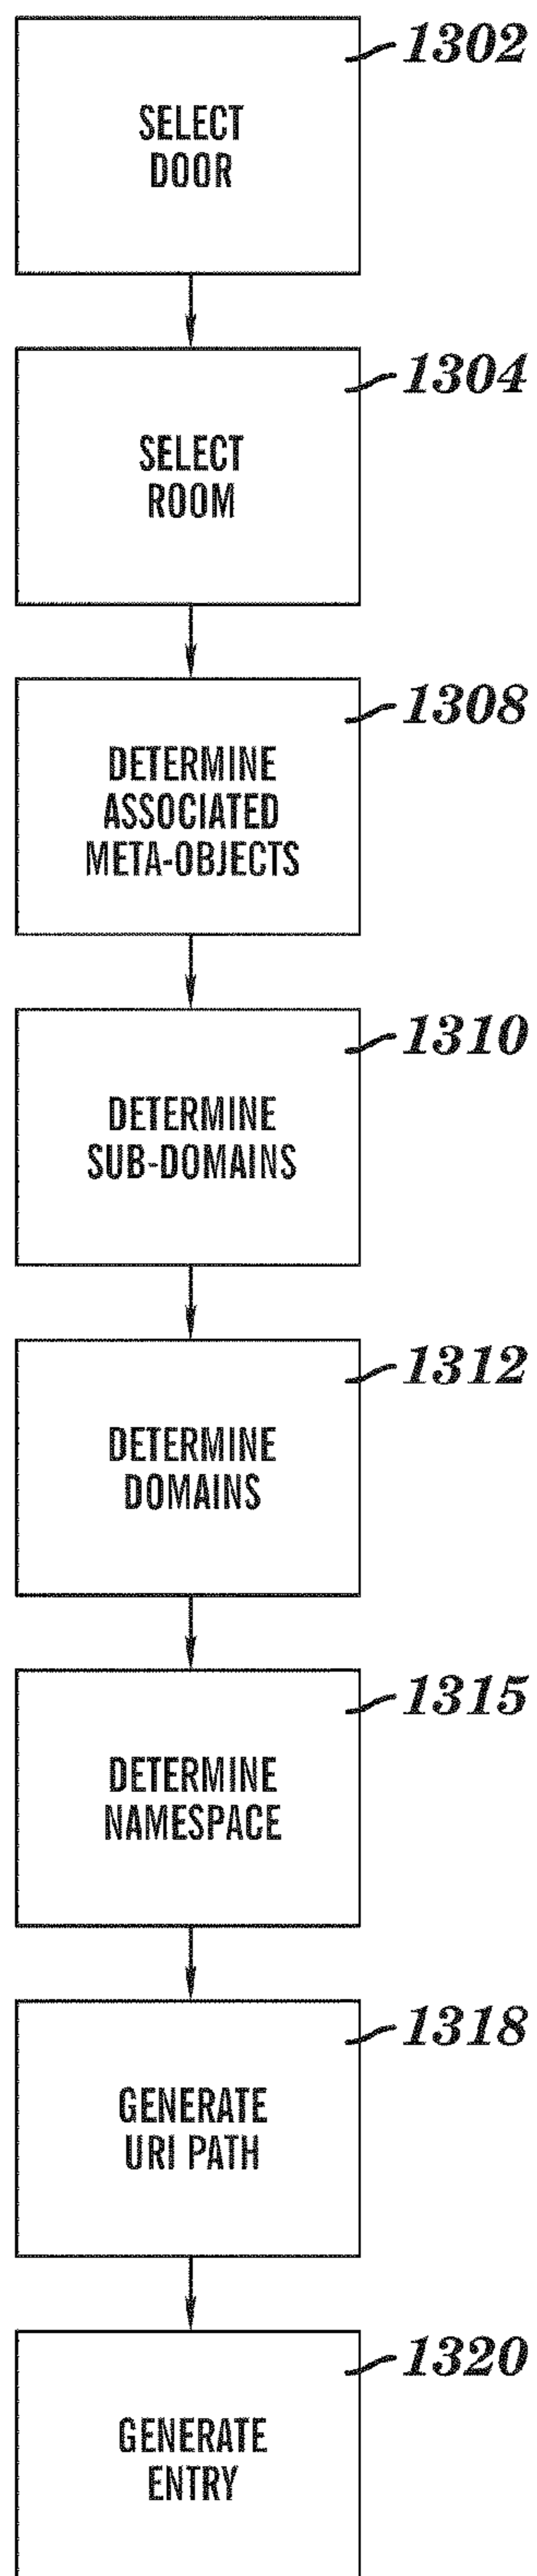 1302
SELECT
DOOR
1304
SELECT
ROOM
1308
DETERMINE
ASSOCIATED
META-OBJECTS
1310
DETERMINE
SUB-DOMAINS
1312
DETERMINE
DOMAINS
1315
DETERMINE
NAMESPACE
1318
GENERATE
URI PATH
1320
GENERATE
ENTRY